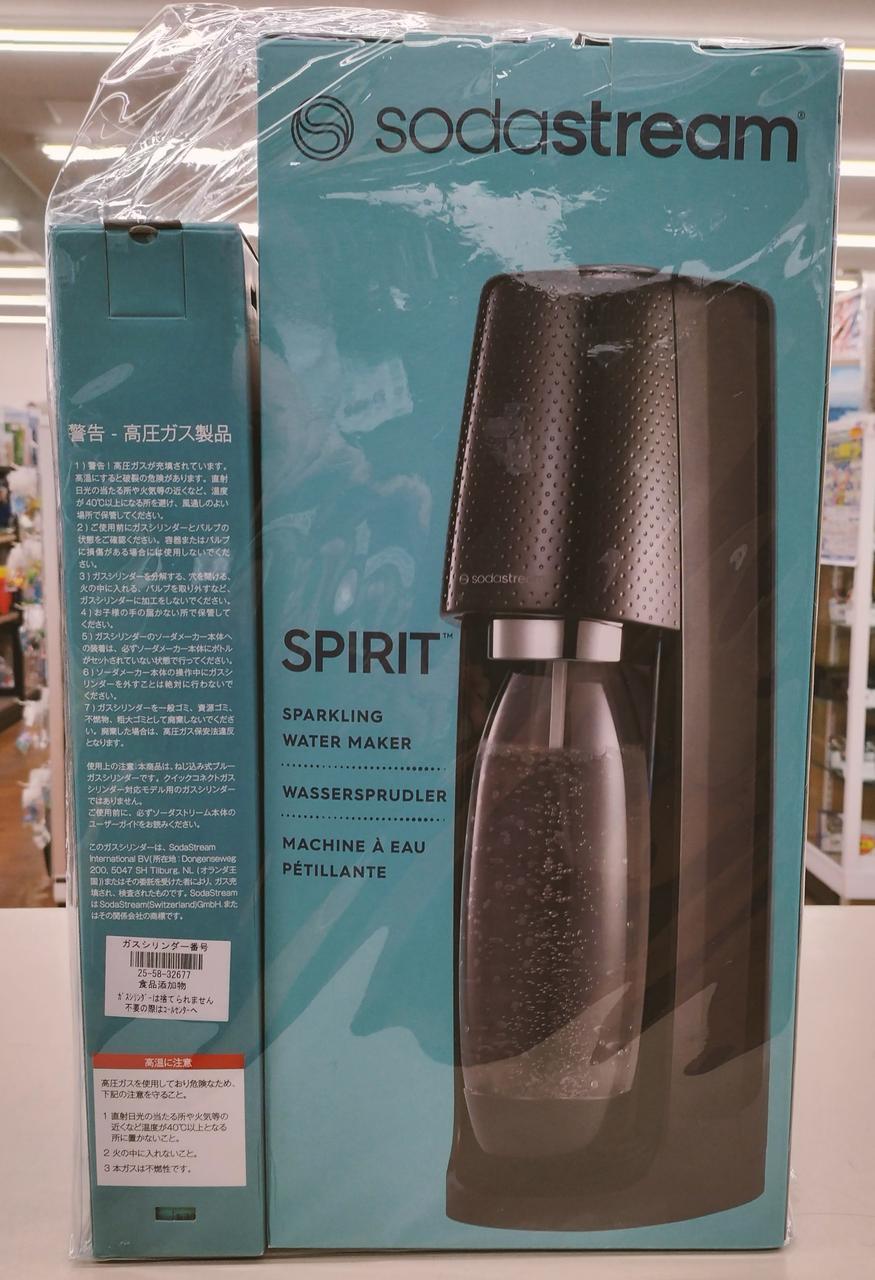 sodastream®
sodastream
SPIRIT™
SPARKLING
WATER MAKER
WASSERSPRUDLER
MACHINE À EAU
PÉTILLANTE
警告 - 高圧ガス製品
1）警告！高圧ガスが充填されています。
高温にすると破裂の危険があります。直射
日光の当たる所や火気等の近くなど、温度
が40℃以上になる所を避け、風通しのよい
場所で保管してください。
2）ご使用前にガスシリンダーとバルブの
状態をご確認ください。容器またはバルブ
に損傷がある場合には使用しないでくだ
さい。
3）ガスシリンダーを分解する、穴を開ける、
火の中に入れる、バルブを取り外すなど、
ガスシリンダーに加工をしないでください。
4）お子様の手の届かない所で保管して
ください。
5）ガスシリンダーのソーダメーカー本体へ
の装着は、必ずソーダメーカー本体にボトル
がセットされていない状態で行ってください。
6）ソーダメーカー本体の操作中にガスシ
リンダーを外すことは絶対に行わないで
ください。
7）ガスシリンダーを一般ゴミ、資源ゴミ、
不燃物、粗大ゴミとして廃棄しないでくださ
い。廃棄した場合は、高圧ガス保安法違反
となります。
使用上の注意：本商品は、ねじ込み式ブルー
ガスシリンダーです。クイックコネクトガス
シリンダー対応モデル用のガスシリンダー
ではありません。
ご使用前に、必ずソーダストリーム本体の
ユーザーガイドをお読みください。
このガスシリンダーは、SodaStream
International BV(所在地：Dongenseweg
200, 5047 SH Tilburg, NL (オランダ王
国))またはその委託を受けた者により、ガス充
填され、検査されたものです。SodaStream
は SodaStream(Switzerland)GmbH.また
はその関係会社の商標です。
ガスシリンダー番号
25-58-32677
食品添加物
ｶﾞｽｼﾘﾝﾀﾞｰは捨てられません
不要の際はｺｰﾙｾﾝﾀｰへ
高温に注意
高圧ガスを使用しており危険なため、
下記の注意を守ること。
1 直射日光の当たる所や火気等の
近くなど温度が40℃以上となる
所に置かないこと。
2 火の中に入れないこと。
3 本ガスは不燃性です。